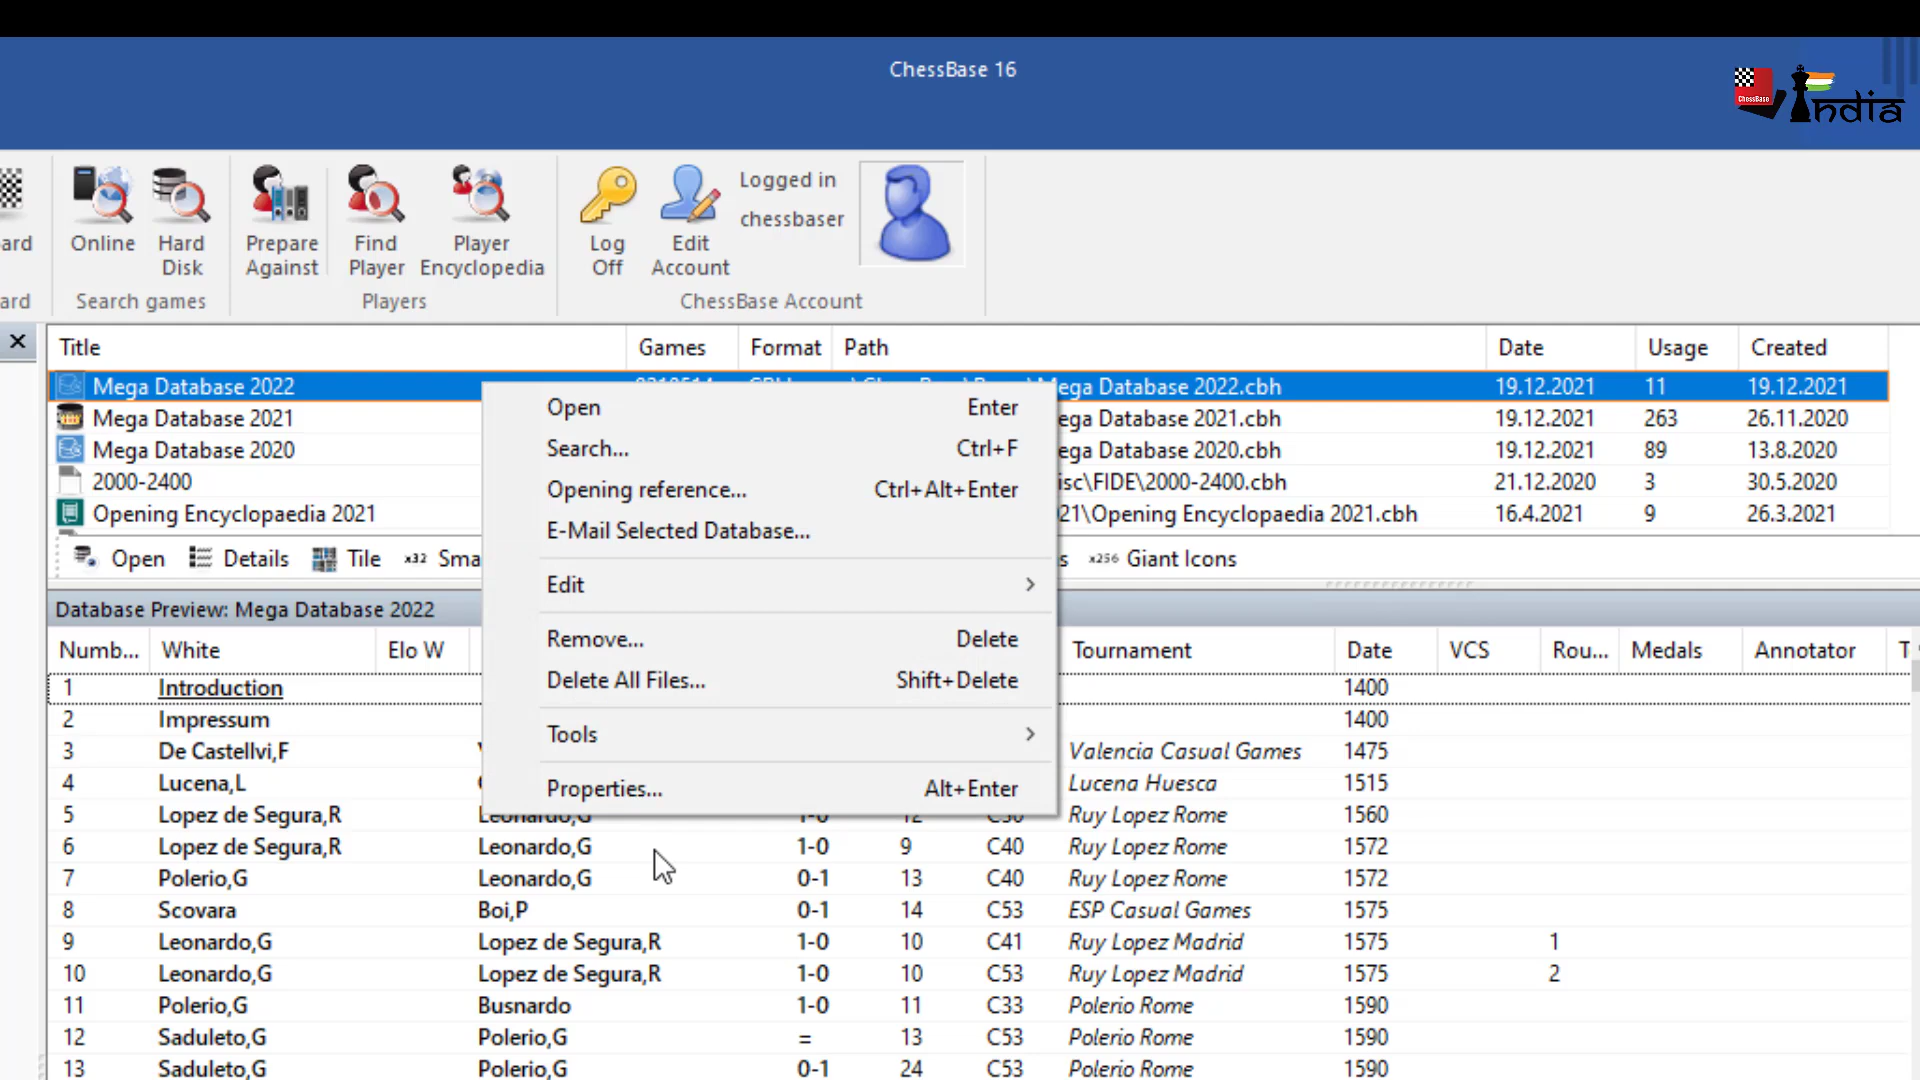 ChessBase 16
ChessBase
India
ard
Online
Hard Disk
Prepare Against
Find Player
Player Encyclopedia
Log Off
Edit Account
Logged in
chessbaser
ard
Search games
Players
ChessBase Account
Title Games Format Path Date Usage Created
Mega Database 2022 Mega Database 2022.cbh 19.12.2021 11 19.12.2021
Mega Database 2021 ega Database 2021.cbh 19.12.2021 263 26.11.2020
Mega Database 2020 ega Database 2020.cbh 19.12.2021 89 13.8.2020
2000-2400 isc\FIDE\2000-2400.cbh 21.12.2020 3 30.5.2020
Opening Encyclopaedia 2021 21\Opening Encyclopaedia 2021.cbh 16.4.2021 9 26.3.2021
Open Details Tile x32 Sma s x256 Giant Icons
Open Enter
Search... Ctrl+F
Opening reference... Ctrl+Alt+Enter
E-Mail Selected Database...
Edit
Remove... Delete
Delete All Files... Shift+Delete
Tools
Properties... Alt+Enter
Database Preview: Mega Database 2022
Numb... White Elo W Tournament Date VCS Rou... Medals Annotator T
1 Introduction 1400
2 Impressum 1400
3 De Castellvi,F Valencia Casual Games 1475
4 Lucena,L Lucena Huesca 1515
5 Lopez de Segura,R Leonardo,G 1-0 12 C30 Ruy Lopez Rome 1560
6 Lopez de Segura,R Leonardo,G 1-0 9 C40 Ruy Lopez Rome 1572
7 Polerio,G Leonardo,G 0-1 13 C40 Ruy Lopez Rome 1572
8 Scovara Boi,P 0-1 14 C53 ESP Casual Games 1575
9 Leonardo,G Lopez de Segura,R 1-0 10 C41 Ruy Lopez Madrid 1575 1
10 Leonardo,G Lopez de Segura,R 1-0 10 C53 Ruy Lopez Madrid 1575 2
11 Polerio,G Busnardo 1-0 11 C33 Polerio Rome 1590
12 Saduleto,G Polerio,G = 13 C53 Polerio Rome 1590
13 Saduleto,G Polerio,G 0-1 24 C53 Polerio Rome 1590